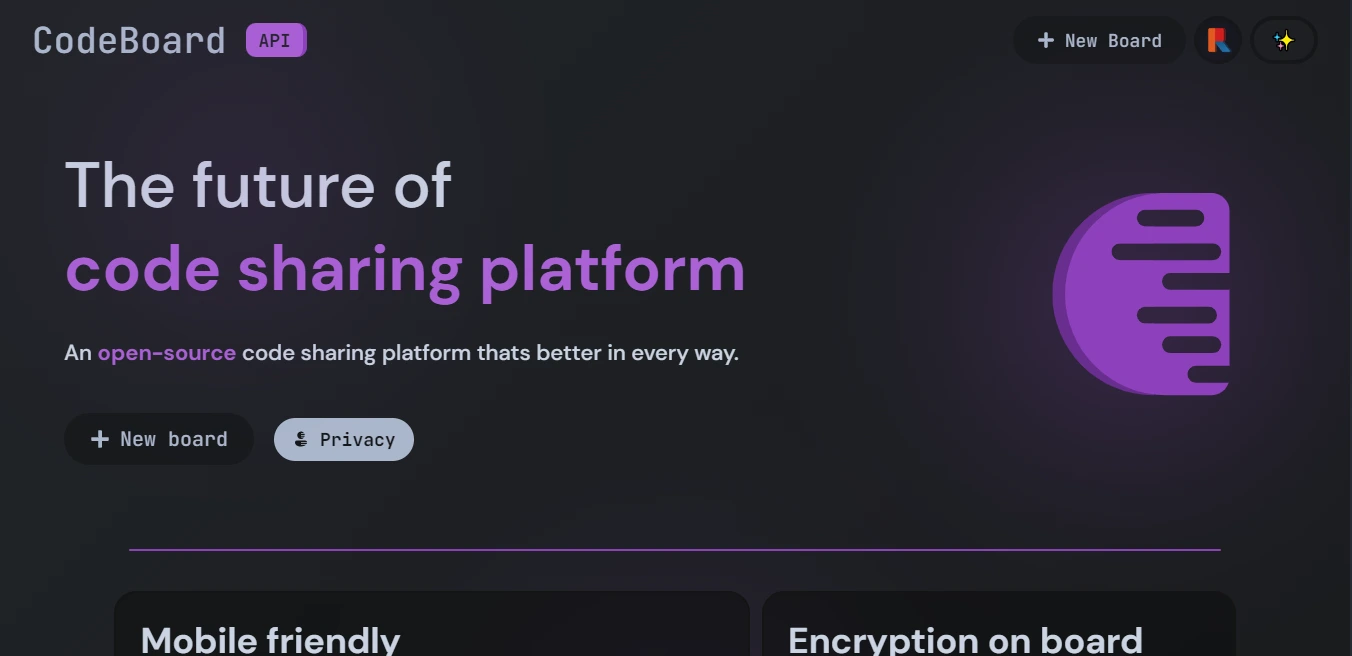 CodeBoard API
New Board
The future of
code sharing platform
An open-source code sharing platform thats better in every way.
New board
Privacy
Mobile friendly
Encryption on board